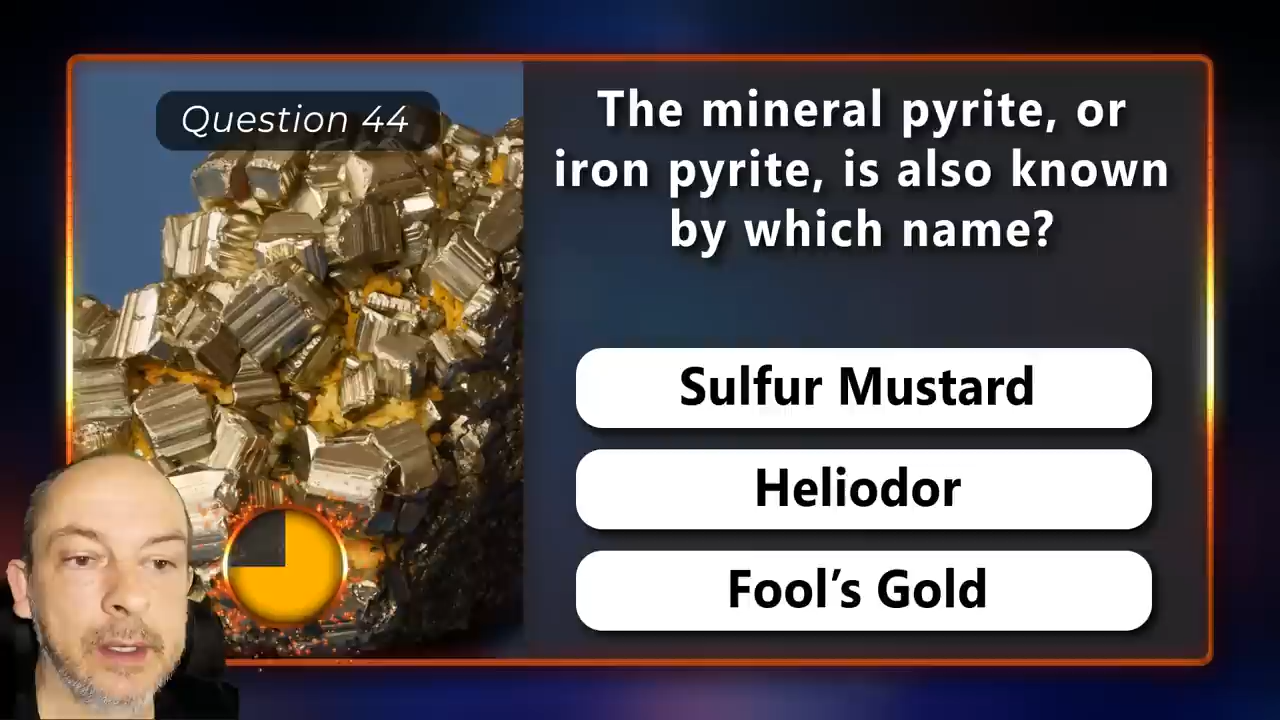 Question 44
The mineral pyrite, or
iron pyrite, is also known
by which name?
Sulfur Mustard
Heliodor
Fool’s Gold